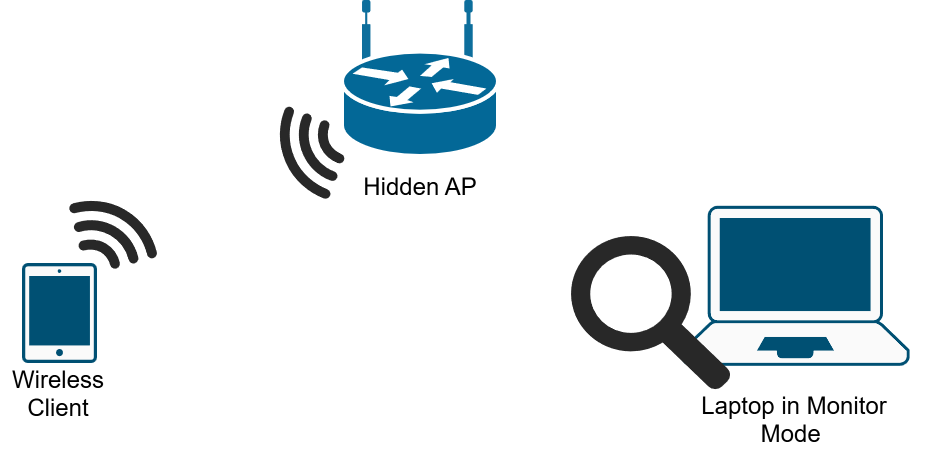 Hidden AP
Wireless
Client
Laptop in Monitor
Mode